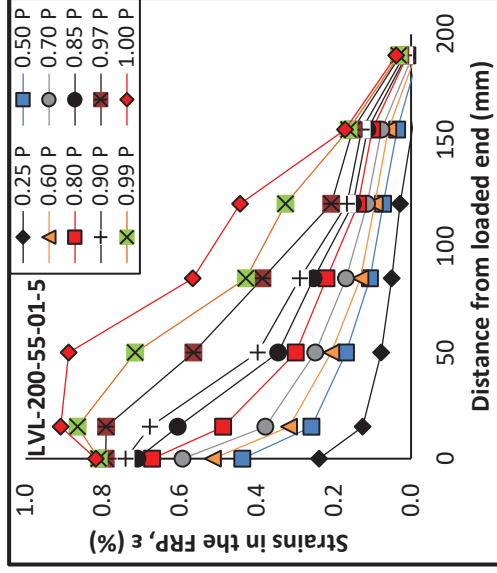 LVL-200-55-01-5
0.25 P
0.50 P
0.60 P
0.70 P
0.80 P
0.85 P
0.90 P
0.97 P
0.99 P
1.00 P
Strains in the FRP, ε (%)
1.0
0.8
0.6
0.4
0.2
0.0
0
50
100
150
200
Distance from loaded end (mm)